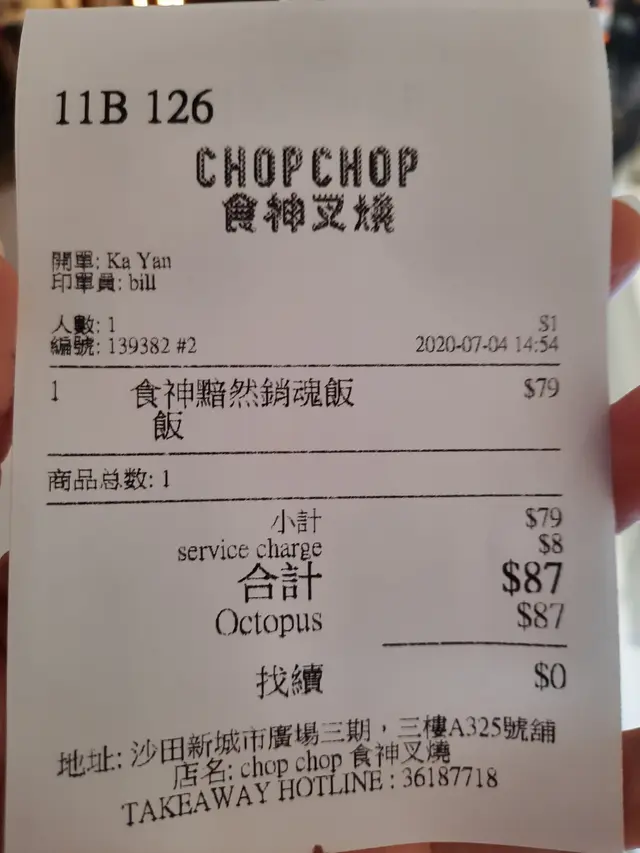 11B 126
CHOPCHOP
食神叉燒
開單: Ka Yan
印單員: bill
人數: 1 S1
編號: 139382 #2 2020-07-04 14:54
1 食神黯然銷魂飯 $79
飯
商品总数: 1
小計 $79
service charge $8
合計 $87
Octopus $87
找續 $0
地址: 沙田新城市廣場三期，三樓A325號舖
店名: chop chop 食神叉燒
TAKEAWAY HOTLINE : 36187718